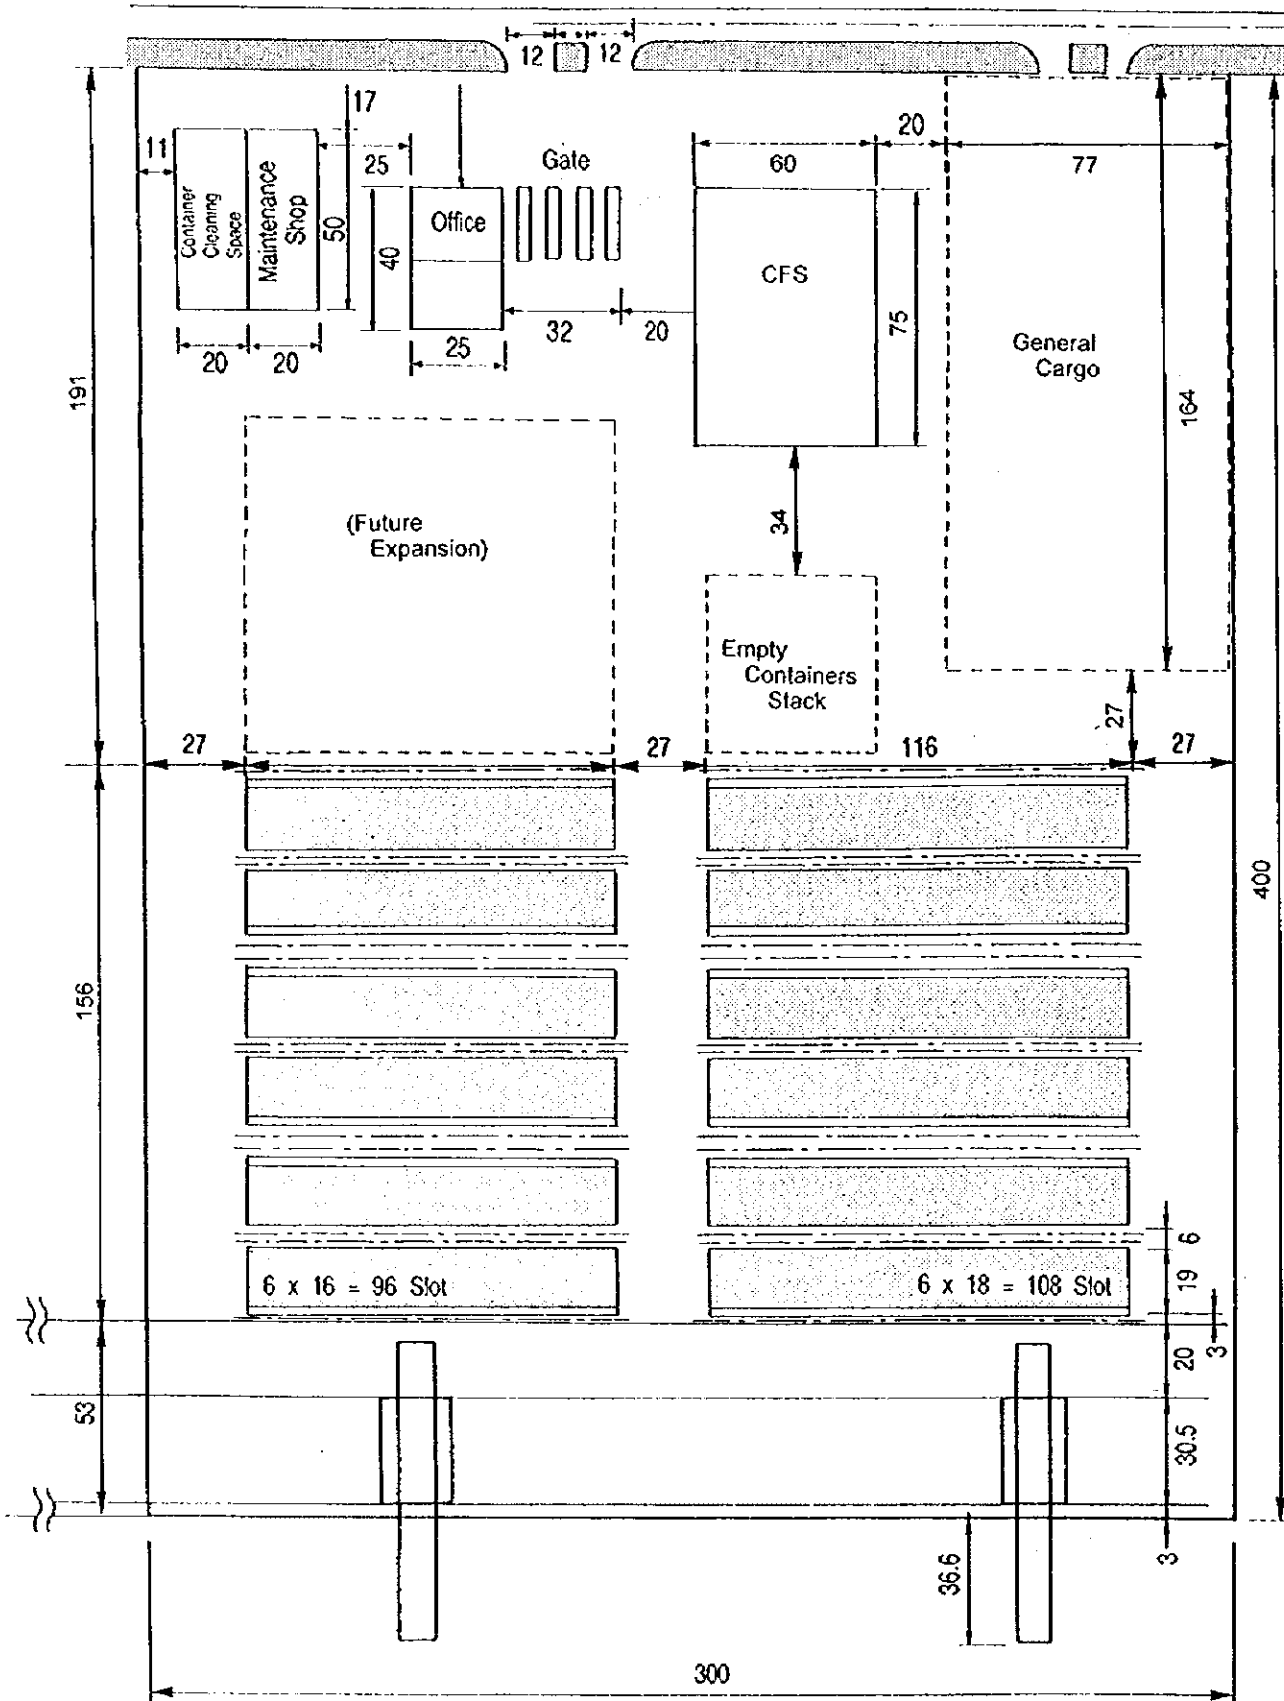 12
12
17
11
25
20
60
77
Gate
Container
Cleaning
Space
Maintenance
Shop
50
Office
40
CFS
75
General
Cargo
164
32
20
20
20
25
191
(Future
Expansion)
34
Empty
Containers
Stack
27
27
27
116
27
400
156
6 x 16 = 96 Slot
6 x 18 = 108 Slot
6
19
3
20
53
30.5
3
36.6
300